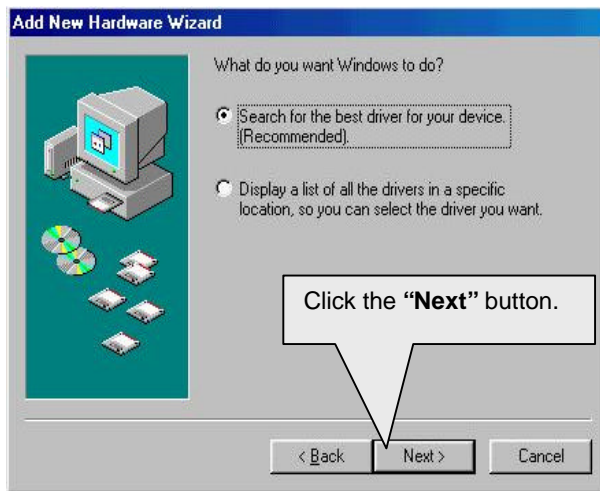 Add New Hardware Wizard
What do you want Windows to do?
Search for the best driver for your device.
(Recommended).
Display a list of all the drivers in a specific
location, so you can select the driver you want.
Click the “Next” button.
< Back
Next >
Cancel